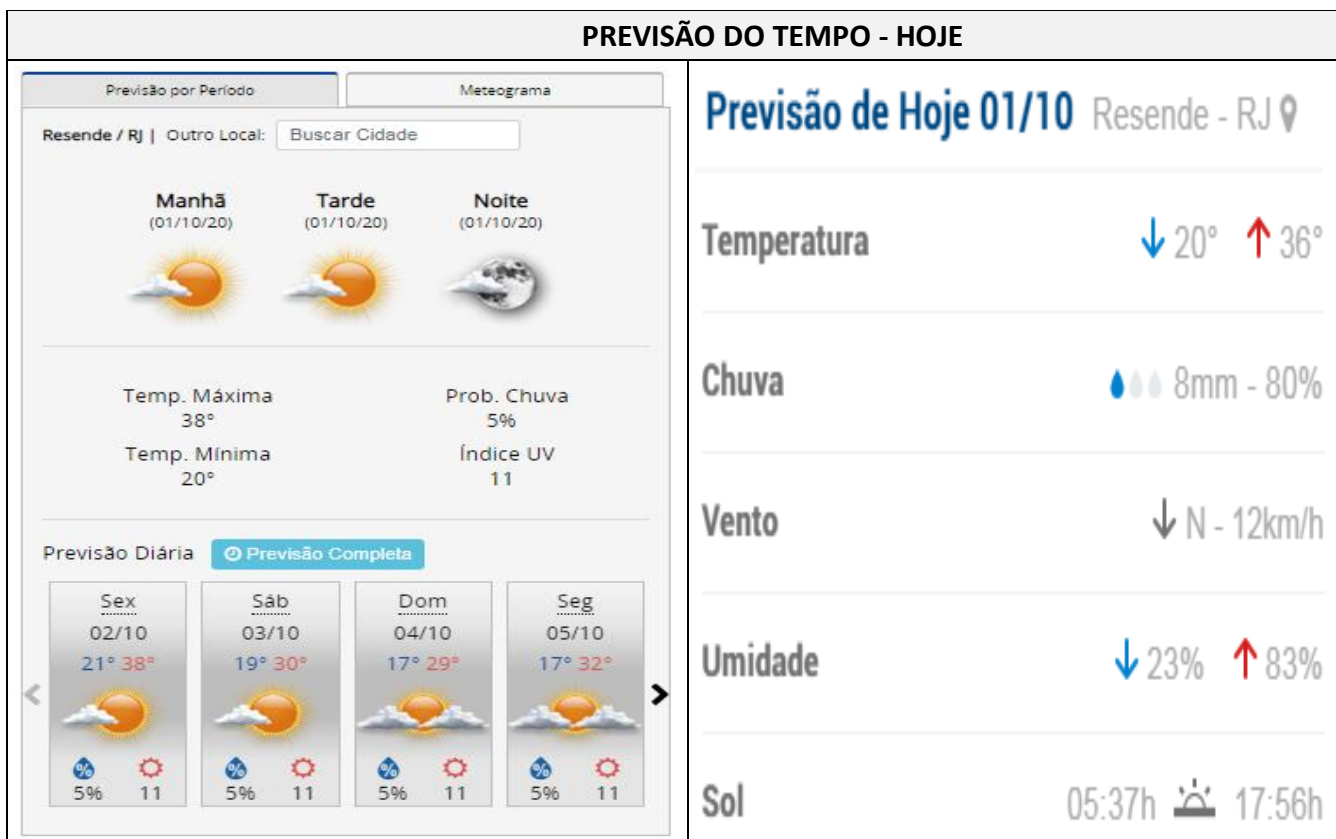 PREVISÃO DO TEMPO - HOJE
Previsão por Período
Meteograma
Resende / RJ | Outro Local: Buscar Cidade
Manhã Tarde Noite
(01/10/20) (01/10/20) (01/10/20)
Temp. Máxima Prob. Chuva
38° 5%
Temp. Mínima Índice UV
20° 11
Previsão Diária Previsão Completa
Sex Sáb Dom Seg
02/10 03/10 04/10 05/10
21° 38° 19° 30° 17° 29° 17° 32°
% % % %
5% 11 5% 11 5% 11 5% 11
Previsão de Hoje 01/10 Resende - RJ
Temperatura 20° 36°
Chuva 8mm - 80%
Vento N - 12km/h
Umidade 23% 83%
Sol 05:37h 17:56h